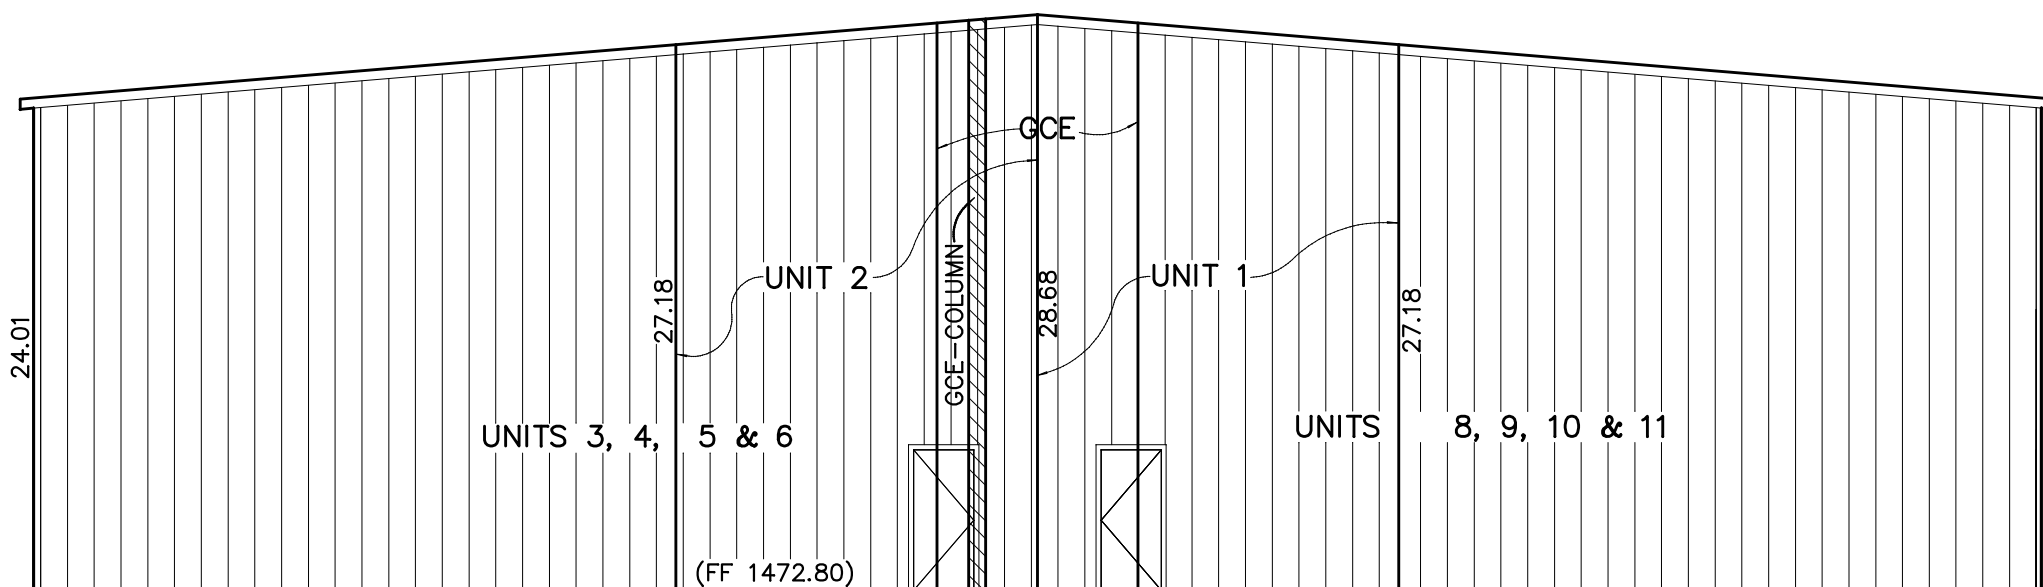 GCE
UNIT 2
UNIT 1
GCE-COLUMN
24.01
27.18
28.68
27.18
UNITS 3, 4, 5 & 6
UNITS 8, 9, 10 & 11
(FF 1472.80)